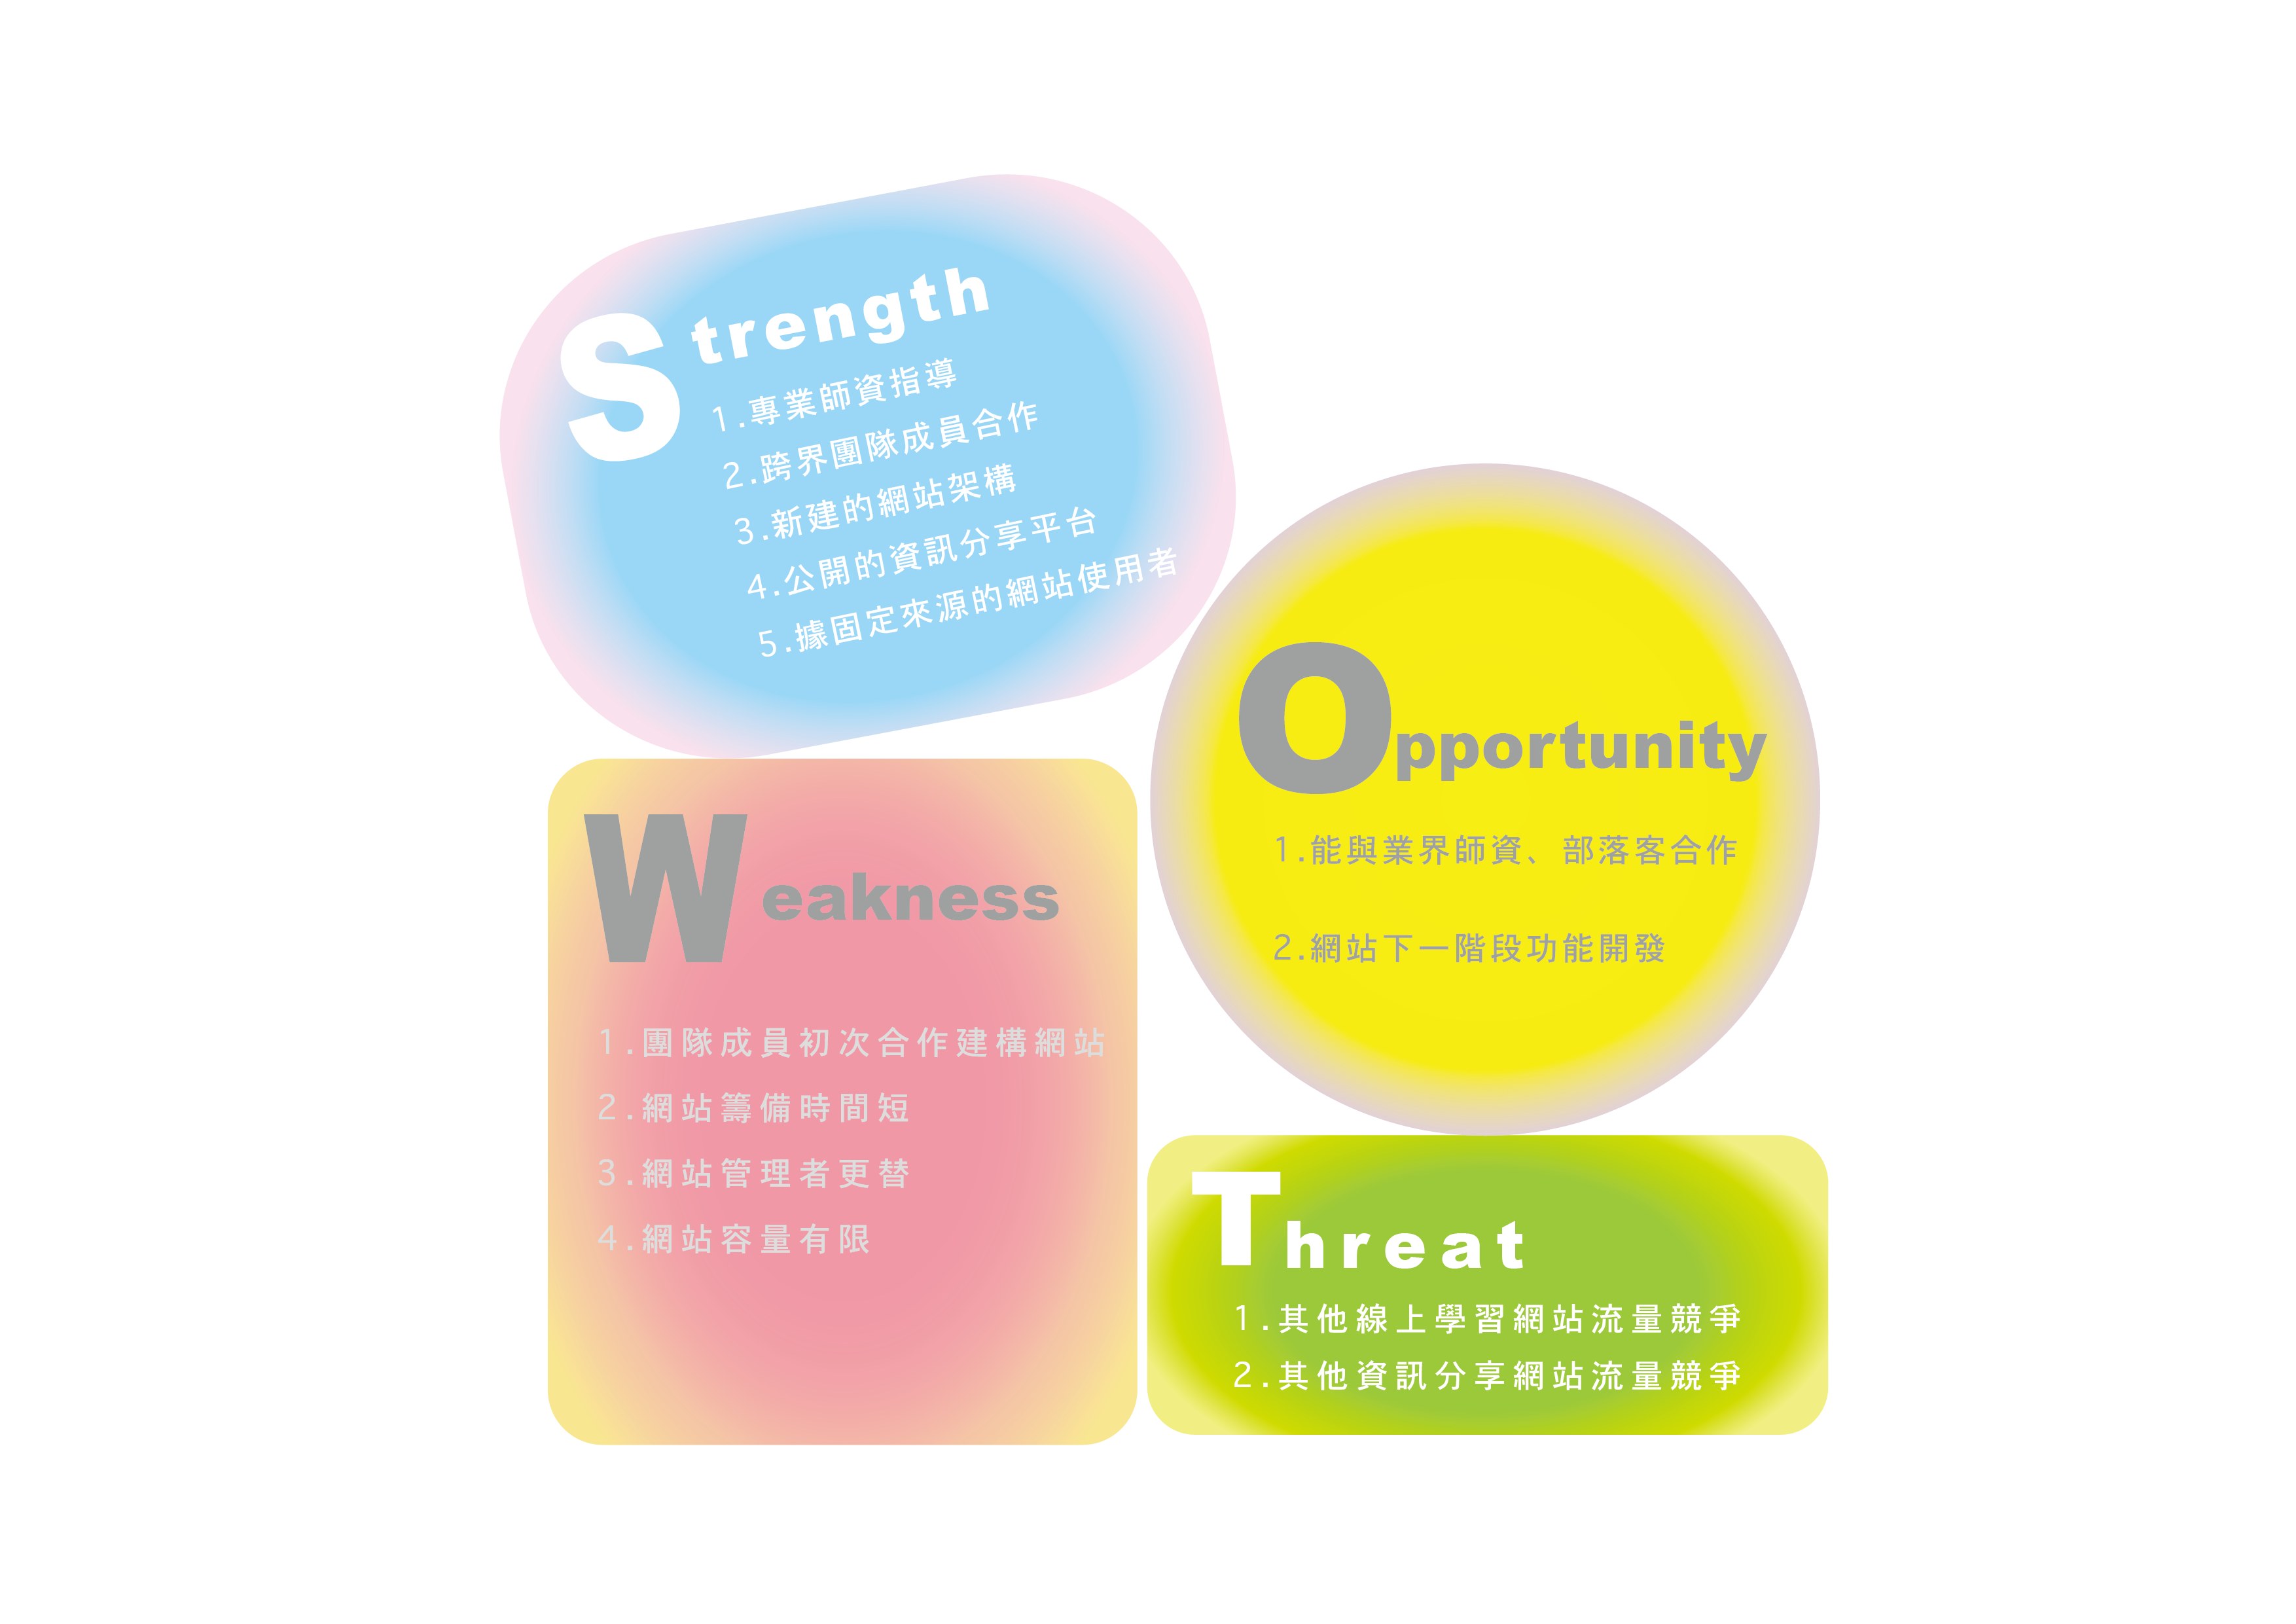 Strength
1.專業師資指導
2.跨界團隊成員合作
3.新建的網站架構
4.公開的資訊分享平台
5.據固定來源的網站使用者
Weakness
1.團隊成員初次合作建構網站
2.網站籌備時間短
3.網站管理者更替
4.網站容量有限
Opportunity
1.能與業界師資、部落客合作
2.網站下一階段功能開發
Threat
1.其他線上學習網站流量競爭
2.其他資訊分享網站流量競爭